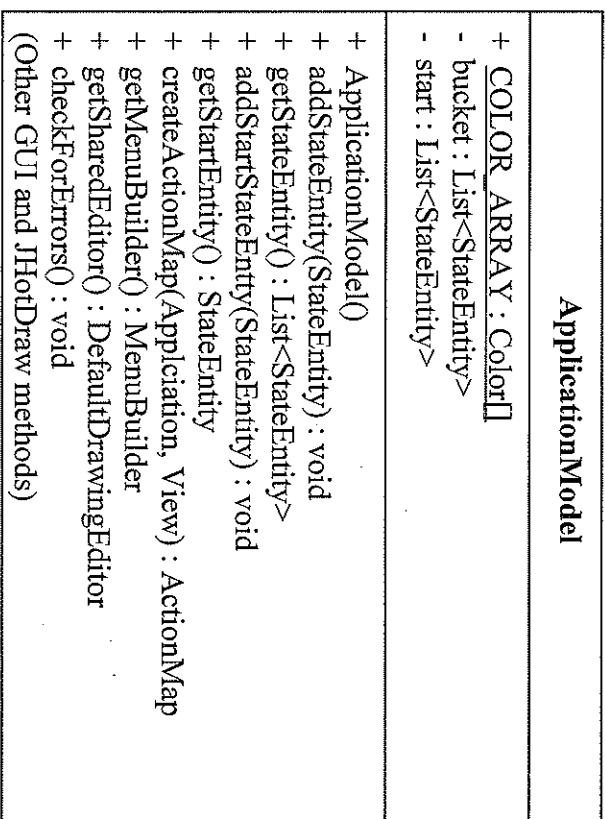 ApplicationModel
+ COLOR_ARRAY : Color[]
- bucket : List<StateEntity>
- start : List<StateEntity>
+ ApplicationModel()
+ addStateEntity(StateEntity) : void
+ getStateEntity() : List<StateEntity>
+ addStartStateEntty(StateEntity) : void
+ getStartEntity() : StateEntity
+ createActionMap(Applciation, View) : ActionMap
+ getMenuBuilder() : MenuBuilder
+ getSharedEditor() : DefaultDrawingEditor
+ checkForErrors() : void
(Other GUI and JHotDraw methods)